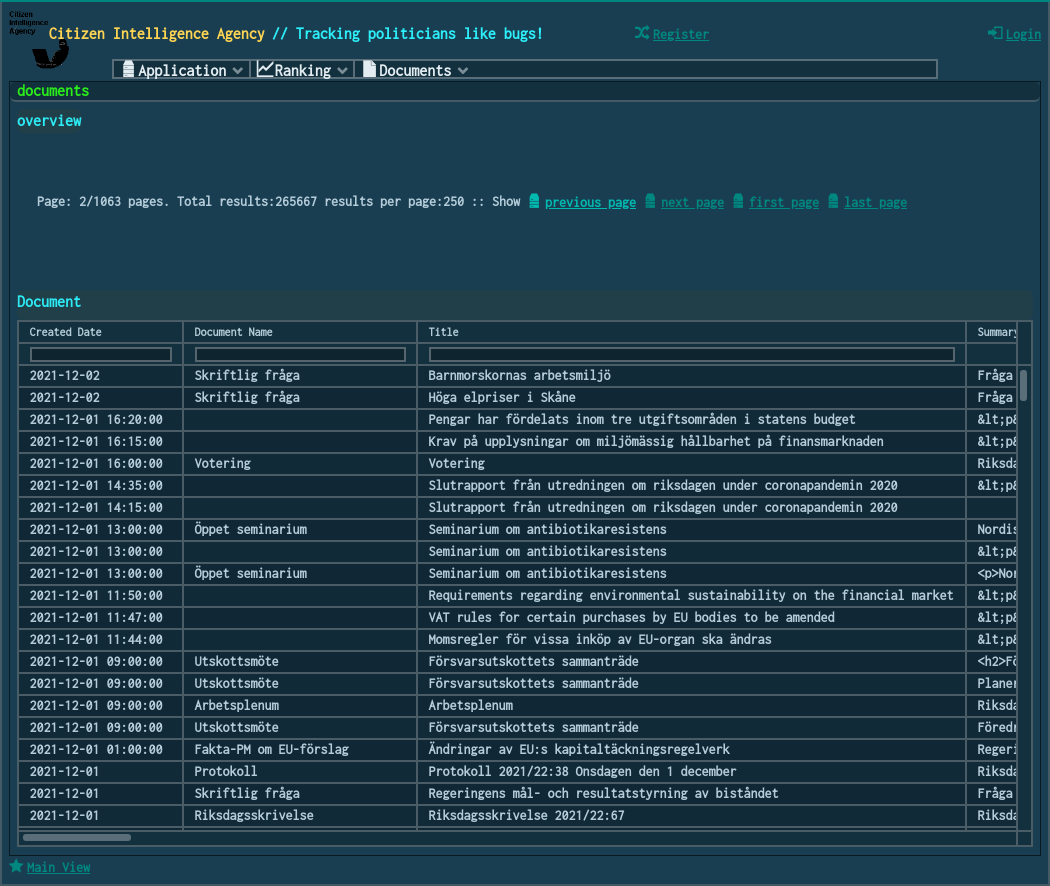 Citizen
Intelligence
Agency
Citizen Intelligence Agency // Tracking politicians like bugs!
Register
Login
Application
Ranking
Documents
documents
overview
Page: 2/1063 pages. Total results:265667 results per page:250 :: Show previous page next page first page last page
Document
Created Date Document Name Title Summary
2021-12-02 Skriftlig fråga Barnmorskornas arbetsmiljö Fråga
2021-12-02 Skriftlig fråga Höga elpriser i Skåne Fråga
2021-12-01 16:20:00 Pengar har fördelats inom tre utgiftsområden i statens budget &lt;p&
2021-12-01 16:15:00 Krav på upplysningar om miljömässig hållbarhet på finansmarknaden &lt;p&
2021-12-01 16:00:00 Votering Votering Riksda
2021-12-01 14:35:00 Slutrapport från utredningen om riksdagen under coronapandemin 2020 &lt;p&
2021-12-01 14:15:00 Slutrapport från utredningen om riksdagen under coronapandemin 2020
2021-12-01 13:00:00 Öppet seminarium Seminarium om antibiotikaresistens Nordis
2021-12-01 13:00:00 Seminarium om antibiotikaresistens &lt;p&
2021-12-01 13:00:00 Öppet seminarium Seminarium om antibiotikaresistens <p>Nor
2021-12-01 11:50:00 Requirements regarding environmental sustainability on the financial market &lt;p&
2021-12-01 11:47:00 VAT rules for certain purchases by EU bodies to be amended &lt;p&
2021-12-01 11:44:00 Momsregler för vissa inköp av EU-organ ska ändras &lt;p&
2021-12-01 09:00:00 Utskottsmöte Försvarsutskottets sammanträde <h2>Fö
2021-12-01 09:00:00 Utskottsmöte Försvarsutskottets sammanträde Planer
2021-12-01 09:00:00 Arbetsplenum Arbetsplenum Riksda
2021-12-01 09:00:00 Utskottsmöte Försvarsutskottets sammanträde Föredr
2021-12-01 01:00:00 Fakta-PM om EU-förslag Ändringar av EU:s kapitaltäckningsregelverk Regeri
2021-12-01 Protokoll Protokoll 2021/22:38 Onsdagen den 1 december Riksda
2021-12-01 Skriftlig fråga Regeringens mål- och resultatstyrning av biståndet Fråga
2021-12-01 Riksdagsskrivelse Riksdagsskrivelse 2021/22:67 Riksda
Main View